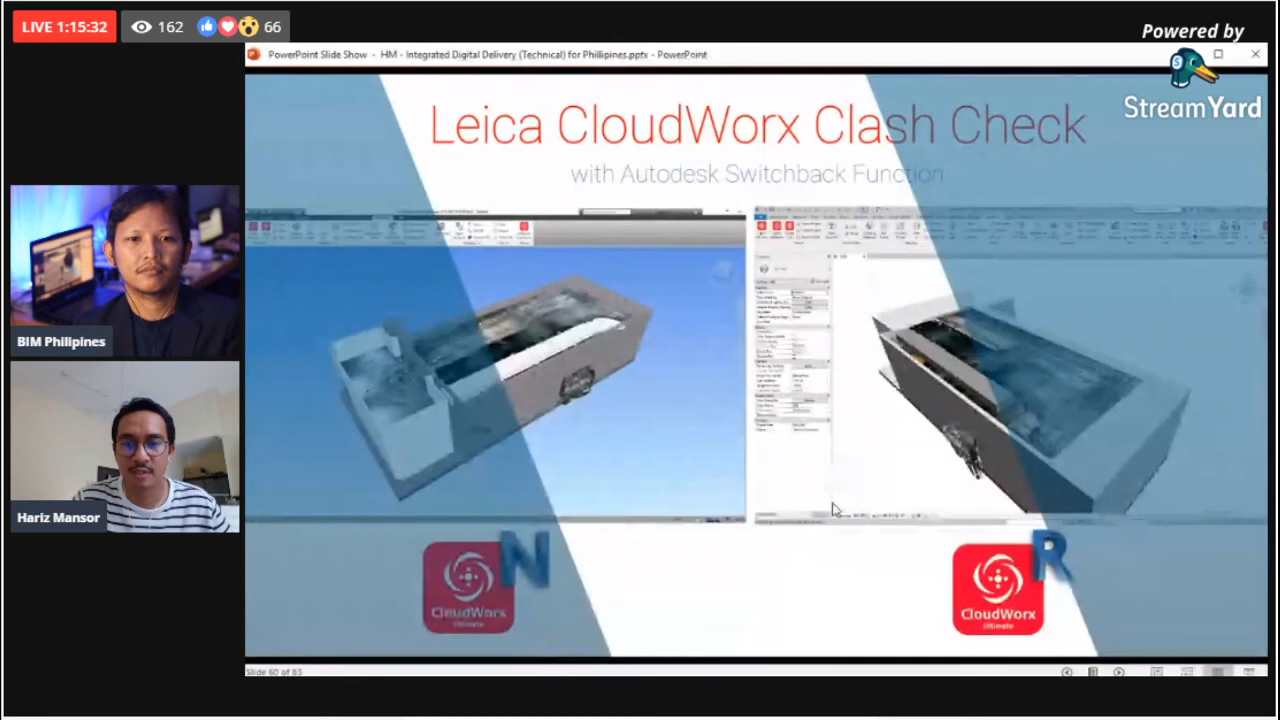 LIVE 1:15:32
162
66
Powered by
StreamYard
PowerPoint Slide Show - HM - Integrated Digital Delivery (Technical) for Phillipines.pptx - PowerPoint
Leica CloudWorx Clash Check
with Autodesk Switchback Function
BIM Philipines
Hariz Mansor
N
CloudWorx
Ultimate
R
CloudWorx
Ultimate
Slide 60 of 83